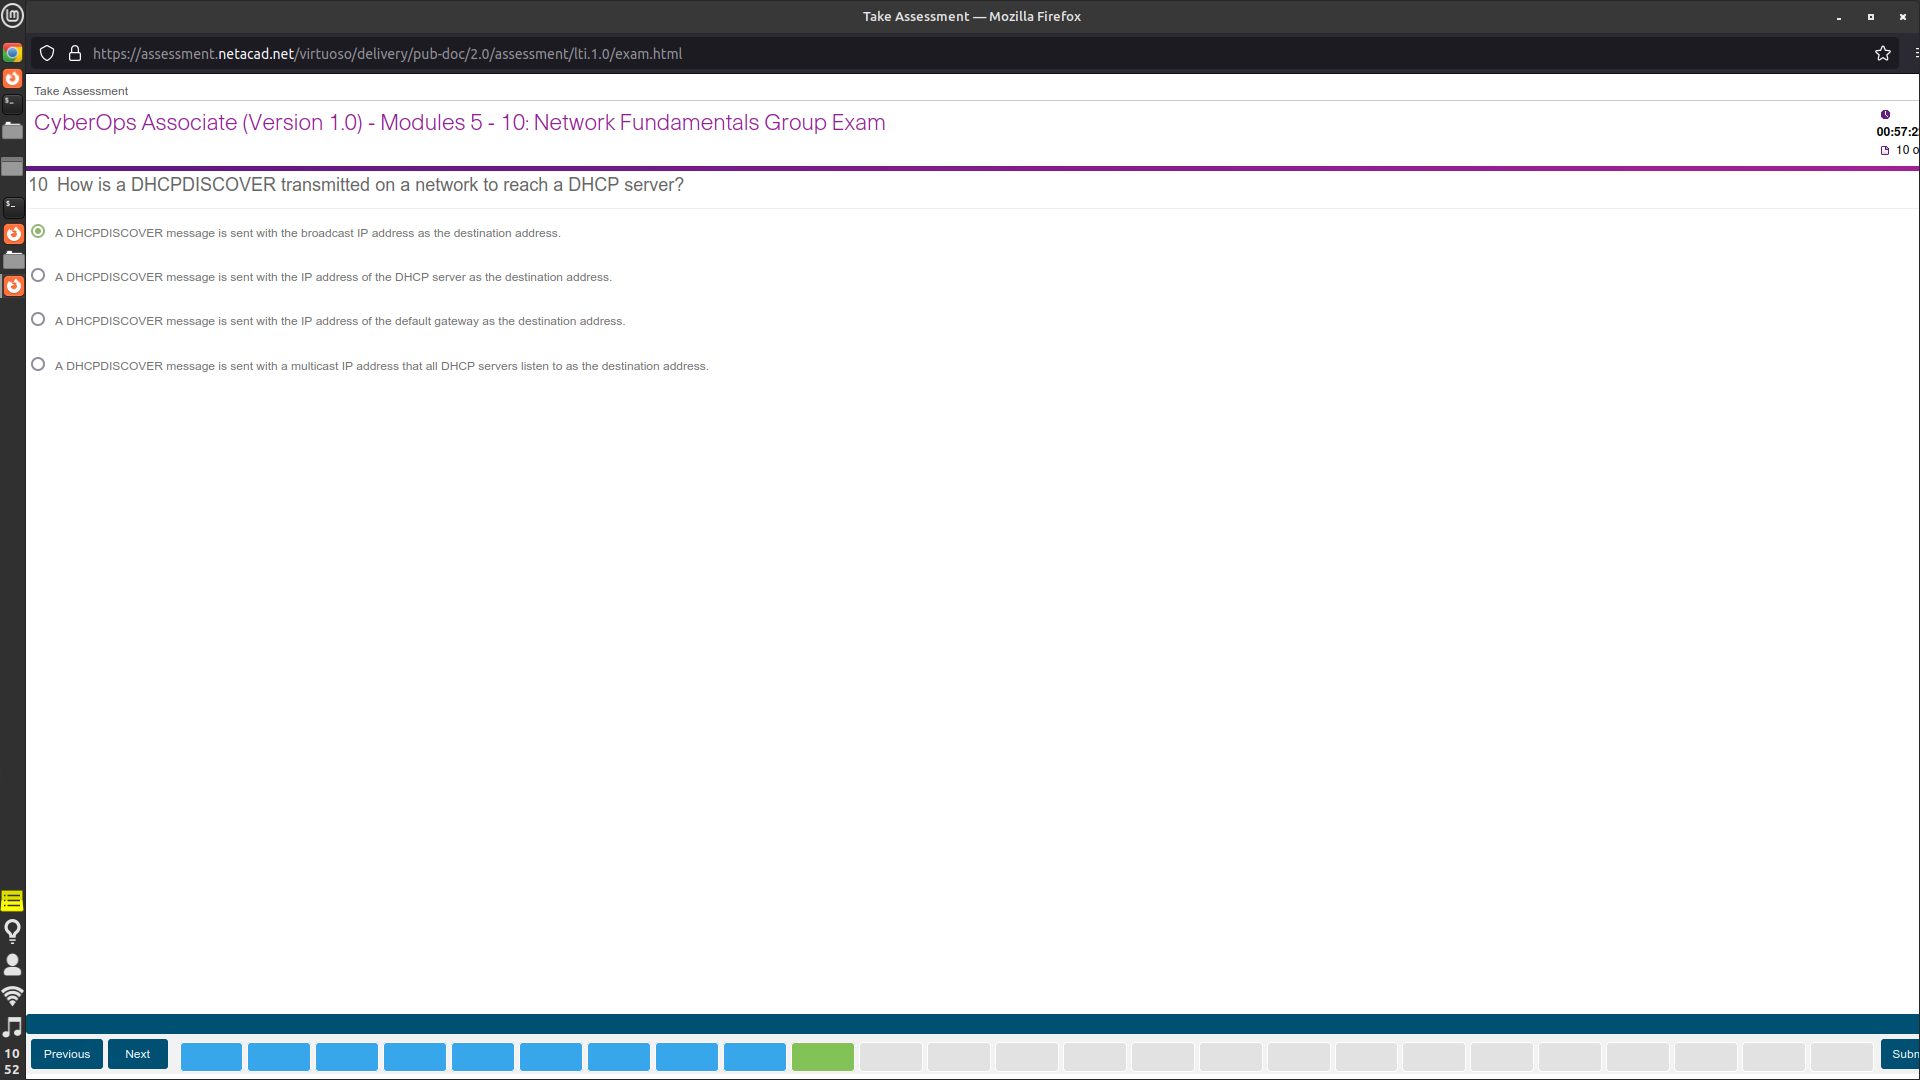 Take Assessment — Mozilla Firefox
https://assessment.netacad.net/virtuoso/delivery/pub-doc/2.0/assessment/lti.1.0/exam.html
Take Assessment
CyberOps Associate (Version 1.0) - Modules 5 - 10: Network Fundamentals Group Exam
00:57:2
10 o
10 How is a DHCPDISCOVER transmitted on a network to reach a DHCP server?
A DHCPDISCOVER message is sent with the broadcast IP address as the destination address.
A DHCPDISCOVER message is sent with the IP address of the DHCP server as the destination address.
A DHCPDISCOVER message is sent with the IP address of the default gateway as the destination address.
A DHCPDISCOVER message is sent with a multicast IP address that all DHCP servers listen to as the destination address.
Previous Next Subm
10
52